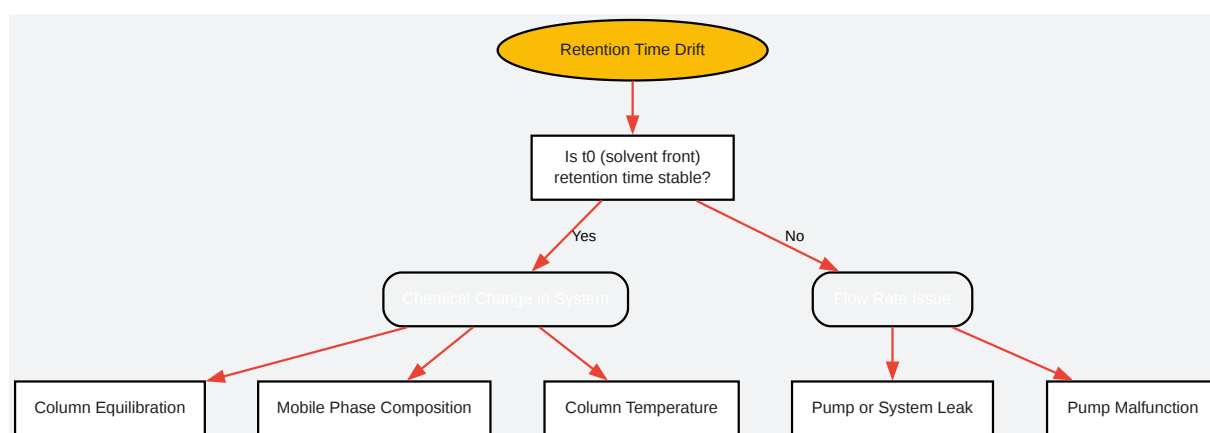 Retention Time Drift
Is t0 (solvent front)
retention time stable?
Yes
No
Chemical Change in System
Flow Rate Issue
Column Equilibration
Mobile Phase Composition
Column Temperature
Pump or System Leak
Pump Malfunction